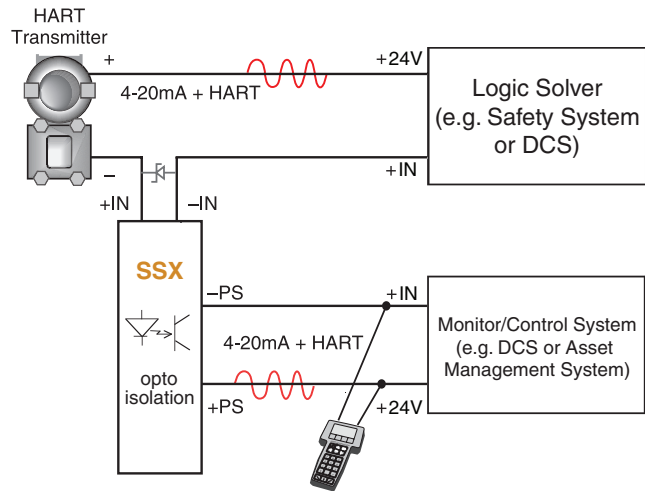 HART
Transmitter
+
+24V
4-20mA + HART
Logic Solver
(e.g. Safety System
or DCS)
+IN
–
+IN
–IN
SSX
–PS
+IN
Monitor/Control System
(e.g. DCS or Asset
Management System)
4-20mA + HART
opto
isolation
+PS
+24V